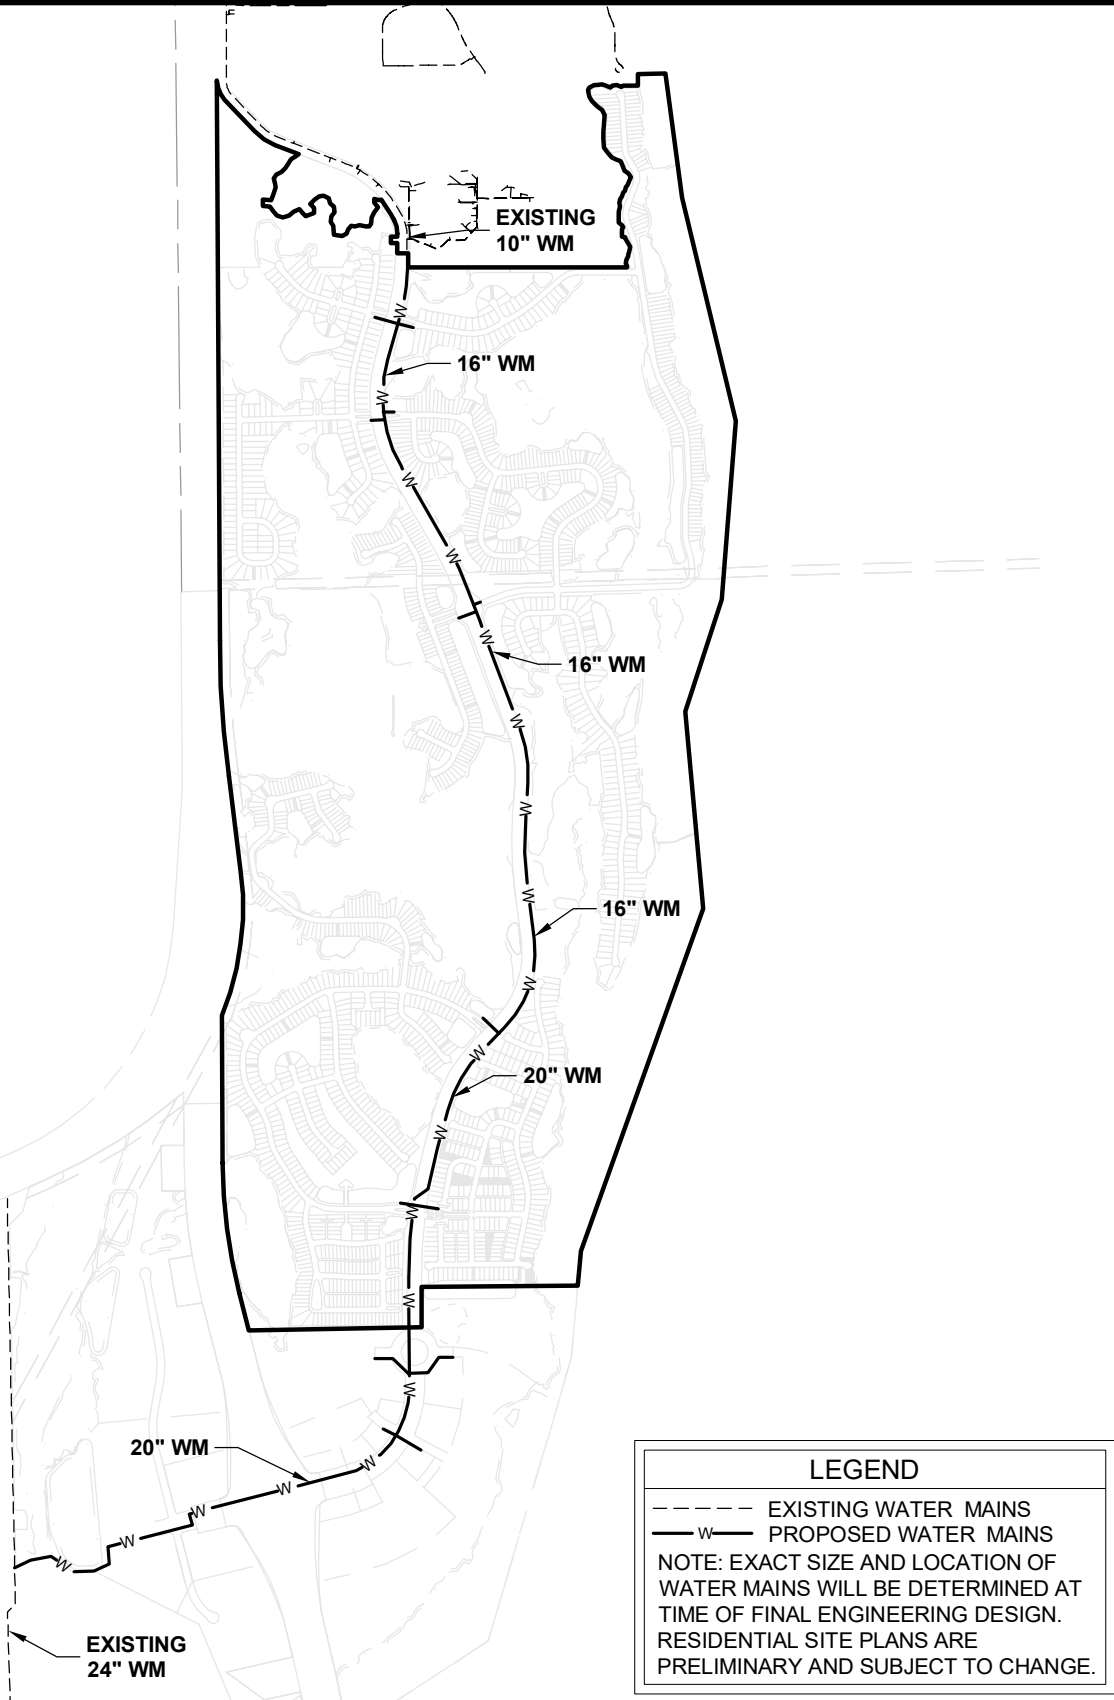 EXISTING
10" WM
W
16" WM
W
W
W
W
16" WM
W
W
W
16" WM
W
W
20" WM
W
W
W
W
20" WM
W
W
W
W
W
EXISTING
24" WM
LEGEND
EXISTING WATER MAINS
W PROPOSED WATER MAINS
NOTE: EXACT SIZE AND LOCATION OF
WATER MAINS WILL BE DETERMINED AT
TIME OF FINAL ENGINEERING DESIGN.
RESIDENTIAL SITE PLANS ARE
PRELIMINARY AND SUBJECT TO CHANGE.